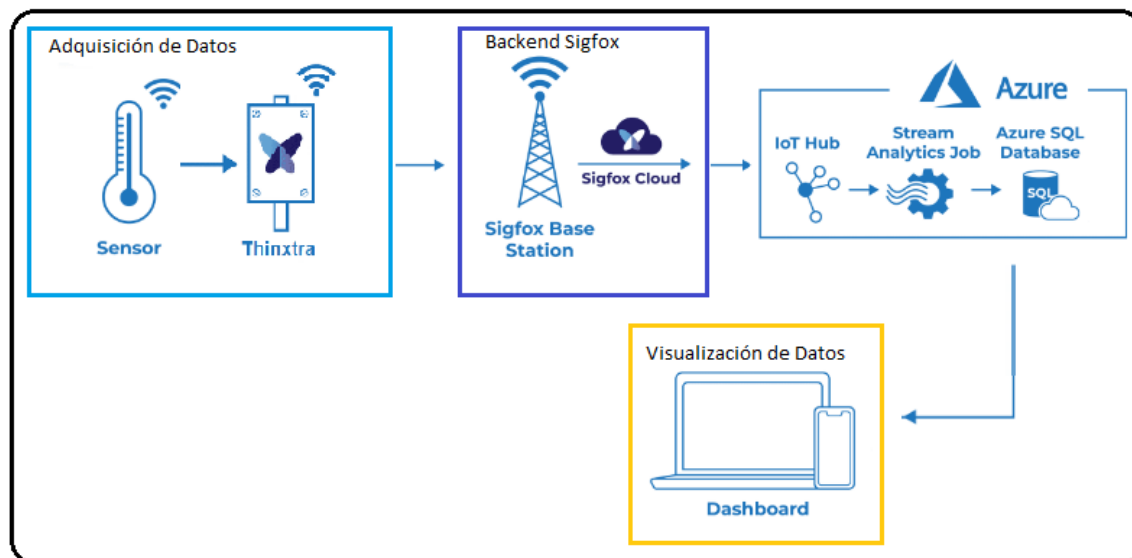 Adquisición de Datos
Sensor
Thinxtra
Backend Sigfox
Sigfox Cloud
Sigfox Base
Station
Azure
IoT Hub
Stream
Analytics Job
Azure SQL
Database
SQL
Visualización de Datos
Dashboard